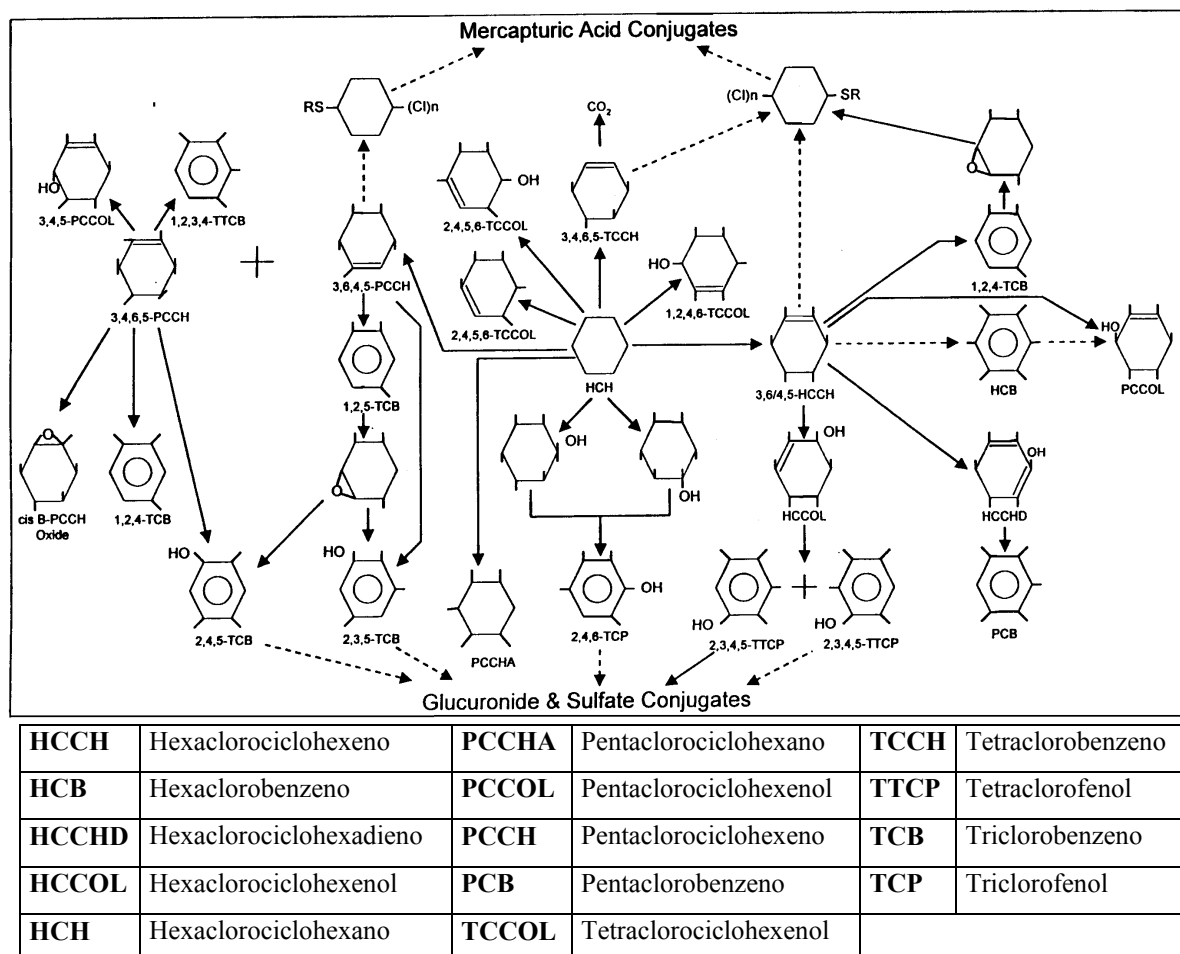 Mercapturic Acid Conjugates
RS
(Cl)n
(Cl)n
SR
CO2
O
HO
3,4,5-PCCOL
1,2,3,4-TTCB
OH
2,4,5,6-TCCOL
3,4,6,5-TCCH
1,2,4-TCB
3,6,4,5-PCCH
HO
1,2,4,6-TCCOL
HO
3,4,6,5-PCCH
2,4,5,6-TCCOL
HCH
3,6/4,5-HCCH
HCB
PCCOL
1,2,5-TCB
O
OH
OH
OH
OH
cis B-PCCH
Oxide
1,2,4-TCB
O
HCCOL
HCCHD
HO
2,4,5-TCB
HO
2,3,5-TCB
PCCHA
OH
2,4,6-TCP
HO
2,3,4,5-TTCP
HO
2,3,4,5-TTCP
PCB
Glucuronide & Sulfate Conjugates
HCCH Hexaclorociclohexeno PCCHA Pentaclorociclohexano TCCH Tetraclorobenzeno
HCB Hexaclorobenzeno PCCOL Pentaclorociclohexenol TTCP Tetraclorofenol
HCCHD Hexaclorociclohexadieno PCCH Pentaclorociclohexeno TCB Triclorobenzeno
HCCOL Hexaclorociclohexenol PCB Pentaclorobenzeno TCP Triclorofenol
HCH Hexaclorociclohexano TCCOL Tetraclorociclohexenol